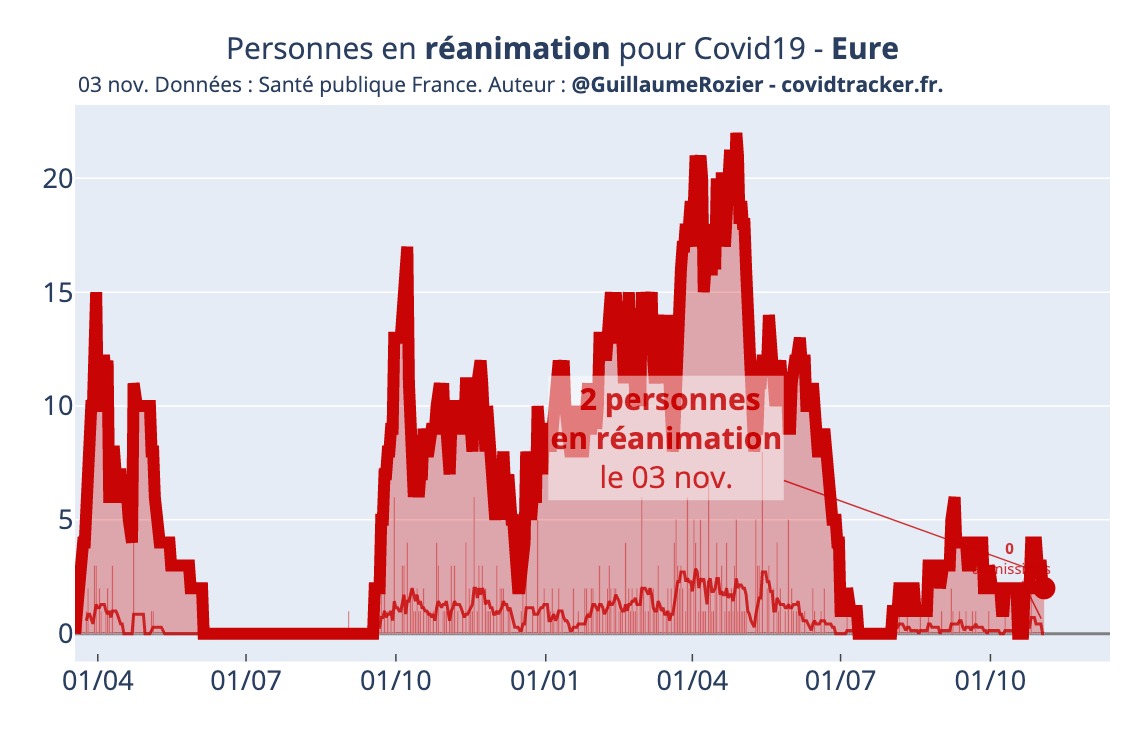 Personnes en réanimation pour Covid19 - Eure
03 nov. Données : Santé publique France. Auteur : @GuillaumeRozier - covidtracker.fr.
20
15
10
5
0
2 personnes
en réanimation
le 03 nov.
0
01/04
01/07
01/10
01/01
01/04
01/07
01/10